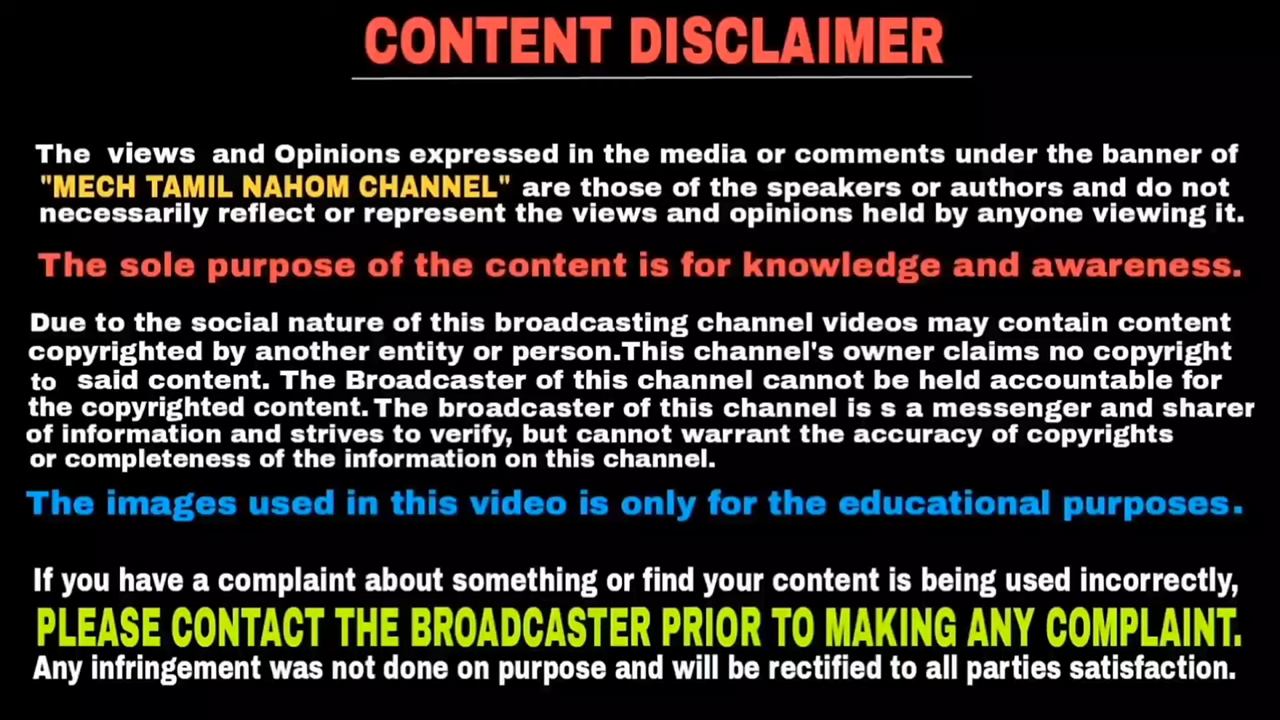 CONTENT DISCLAIMER
The views and Opinions expressed in the media or comments under the banner of
"MECH TAMIL NAHOM CHANNEL" are those of the speakers or authors and do not
necessarily reflect or represent the views and opinions held by anyone viewing it.
The sole purpose of the content is for knowledge and awareness.
Due to the social nature of this broadcasting channel videos may contain content
copyrighted by another entity or person.This channel's owner claims no copyright
to said content. The Broadcaster of this channel cannot be held accountable for
the copyrighted content. The broadcaster of this channel is s a messenger and sharer
of information and strives to verify, but cannot warrant the accuracy of copyrights
or completeness of the information on this channel.
The images used in this video is only for the educational purposes.
If you have a complaint about something or find your content is being used incorrectly,
PLEASE CONTACT THE BROADCASTER PRIOR TO MAKING ANY COMPLAINT.
Any infringement was not done on purpose and will be rectified to all parties satisfaction.